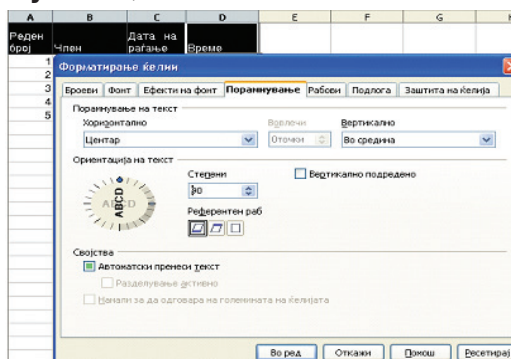 A B C D E F G
Реден број Член Дата на раѓање Време
1
2
3
4
5
Форматирање ќелии
Броеви Фонт Ефекти на фонт Порамнување Рабови Подлога Заштита на ќелија
Порамнување на текст
Хоризонтално Вовлечи Вертикално
Центар 0точки Во средина
Ориентација на текст
Степени Вертикално подредено
ABCD
ABCD 90
Референтен раб
Својства
Автоматски пренеси текст
Разделување активно
Намали за да одговара на големината на ќелијата
Во ред Откажи Помош Ресетирај